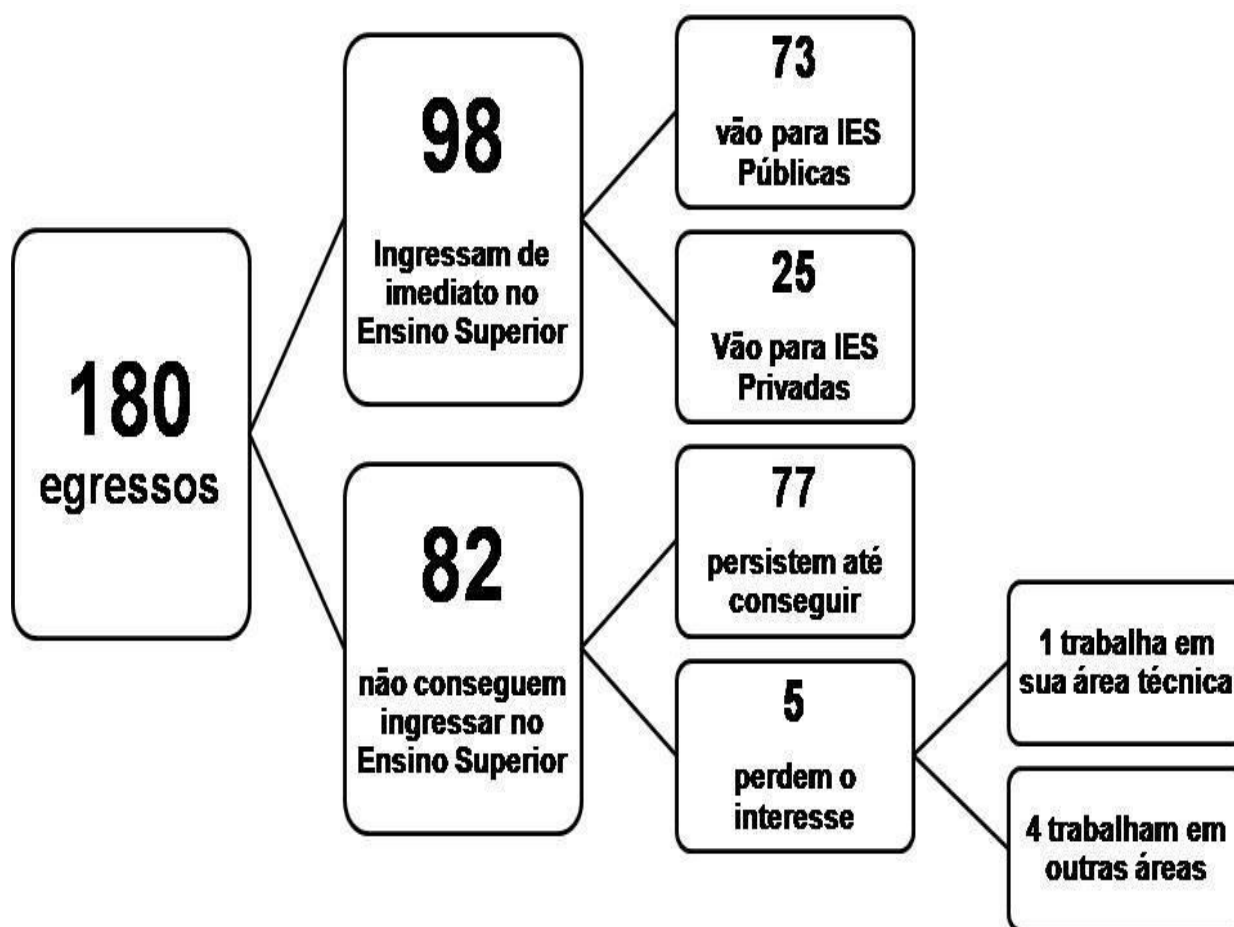 180
egressos
98
Ingressam de
imediato no
Ensino Superior
73
vão para IES
Públicas
25
Vão para IES
Privadas
82
não conseguem
ingressar no
Ensino Superior
77
persistem até
conseguir
5
perdem o
interesse
1 trabalha em
sua área técnica
4 trabalham em
outras áreas